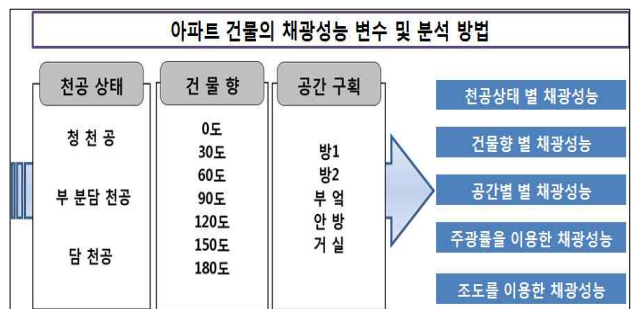 아파트 건물의 채광성능 변수 및 분석 방법
천공 상태
청 천 공
부 분담 천공
담 천공
건 물 향
0도
30도
60도
90도
120도
150도
180도
공간 구획
방1
방2
부 엌
안 방
거 실
천공상태 별 채광성능
건물향 별 채광성능
공간별 별 채광성능
주광률을 이용한 채광성능
조도를 이용한 채광성능